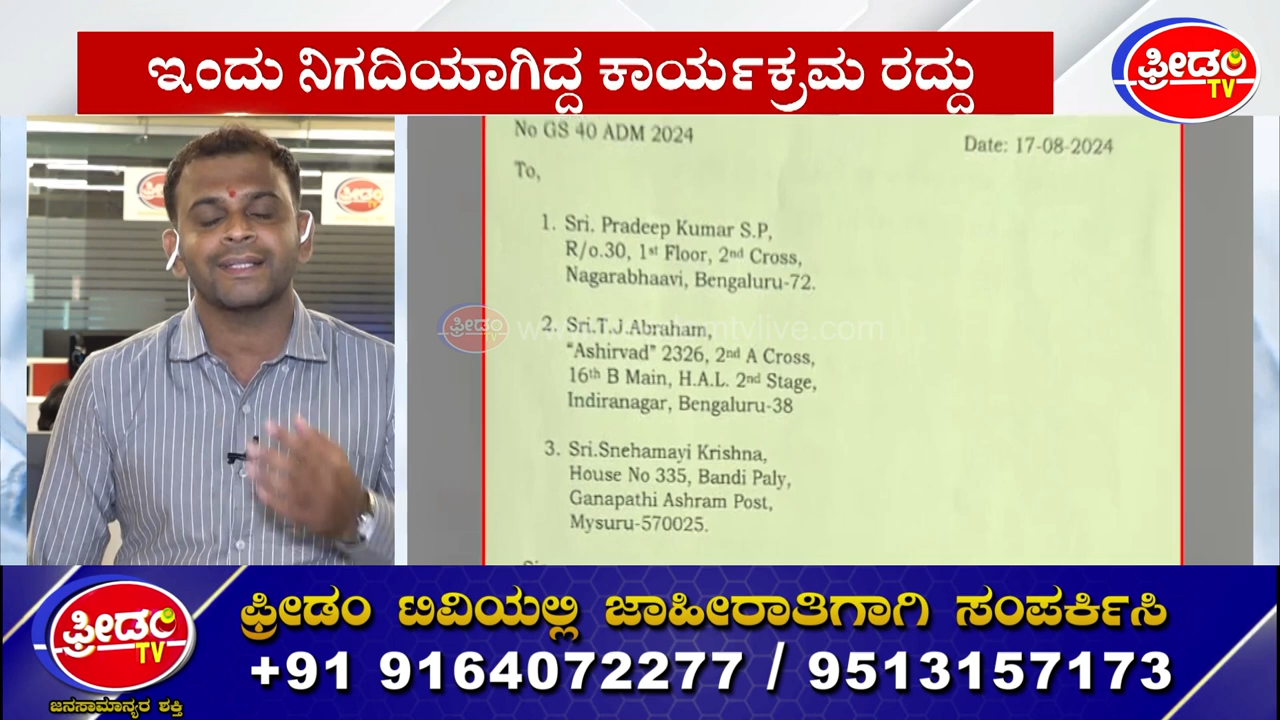 ಇಂದು ನಿಗದಿಯಾಗಿದ್ದ ಕಾರ್ಯಕ್ರಮ ರದ್ದು
ಫ್ರೀಡಂ
TV
No GS 40 ADM 2024
Date: 17-08-2024
To,
1. Sri. Pradeep Kumar S.P,
R/o.30, 1st Floor, 2nd Cross,
Nagarabhaavi, Bengaluru-72.
2. Sri.T.J.Abraham,
"Ashirvad" 2326, 2nd A Cross,
16th B Main, H.A.L. 2nd Stage,
Indiranagar, Bengaluru-38
3. Sri.Snehamayi Krishna,
House No 335, Bandi Paly,
Ganapathi Ashram Post,
Mysuru-570025.
ಫ್ರೀಡಂ
TV
ಫ್ರೀಡಂ ಟಿವಿಯಲ್ಲಿ ಜಾಹೀರಾತಿಗಾಗಿ ಸಂಪರ್ಕಿಸಿ
+91 9164072277 / 9513157173
ಫ್ರೀಡಂ
TV
ಜನಸಾಮಾನ್ಯರ ಶಕ್ತಿ